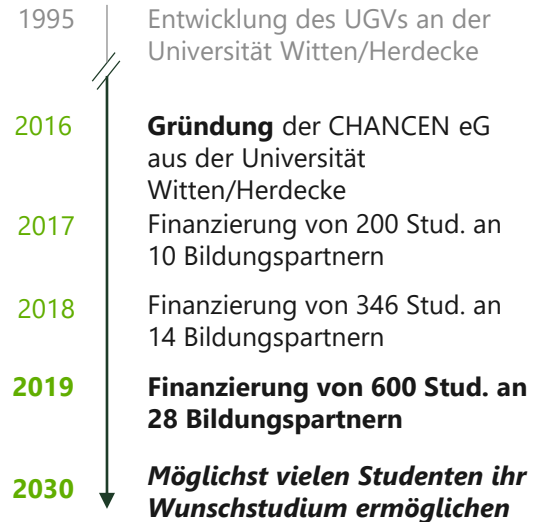 1995 Entwicklung des UGVs an der
Universität Witten/Herdecke
2016 Gründung der CHANCEN eG
aus der Universität
Witten/Herdecke
2017 Finanzierung von 200 Stud. an
10 Bildungspartnern
2018 Finanzierung von 346 Stud. an
14 Bildungspartnern
2019 Finanzierung von 600 Stud. an
28 Bildungspartnern
2030 Möglichst vielen Studenten ihr
Wunschstudium ermöglichen